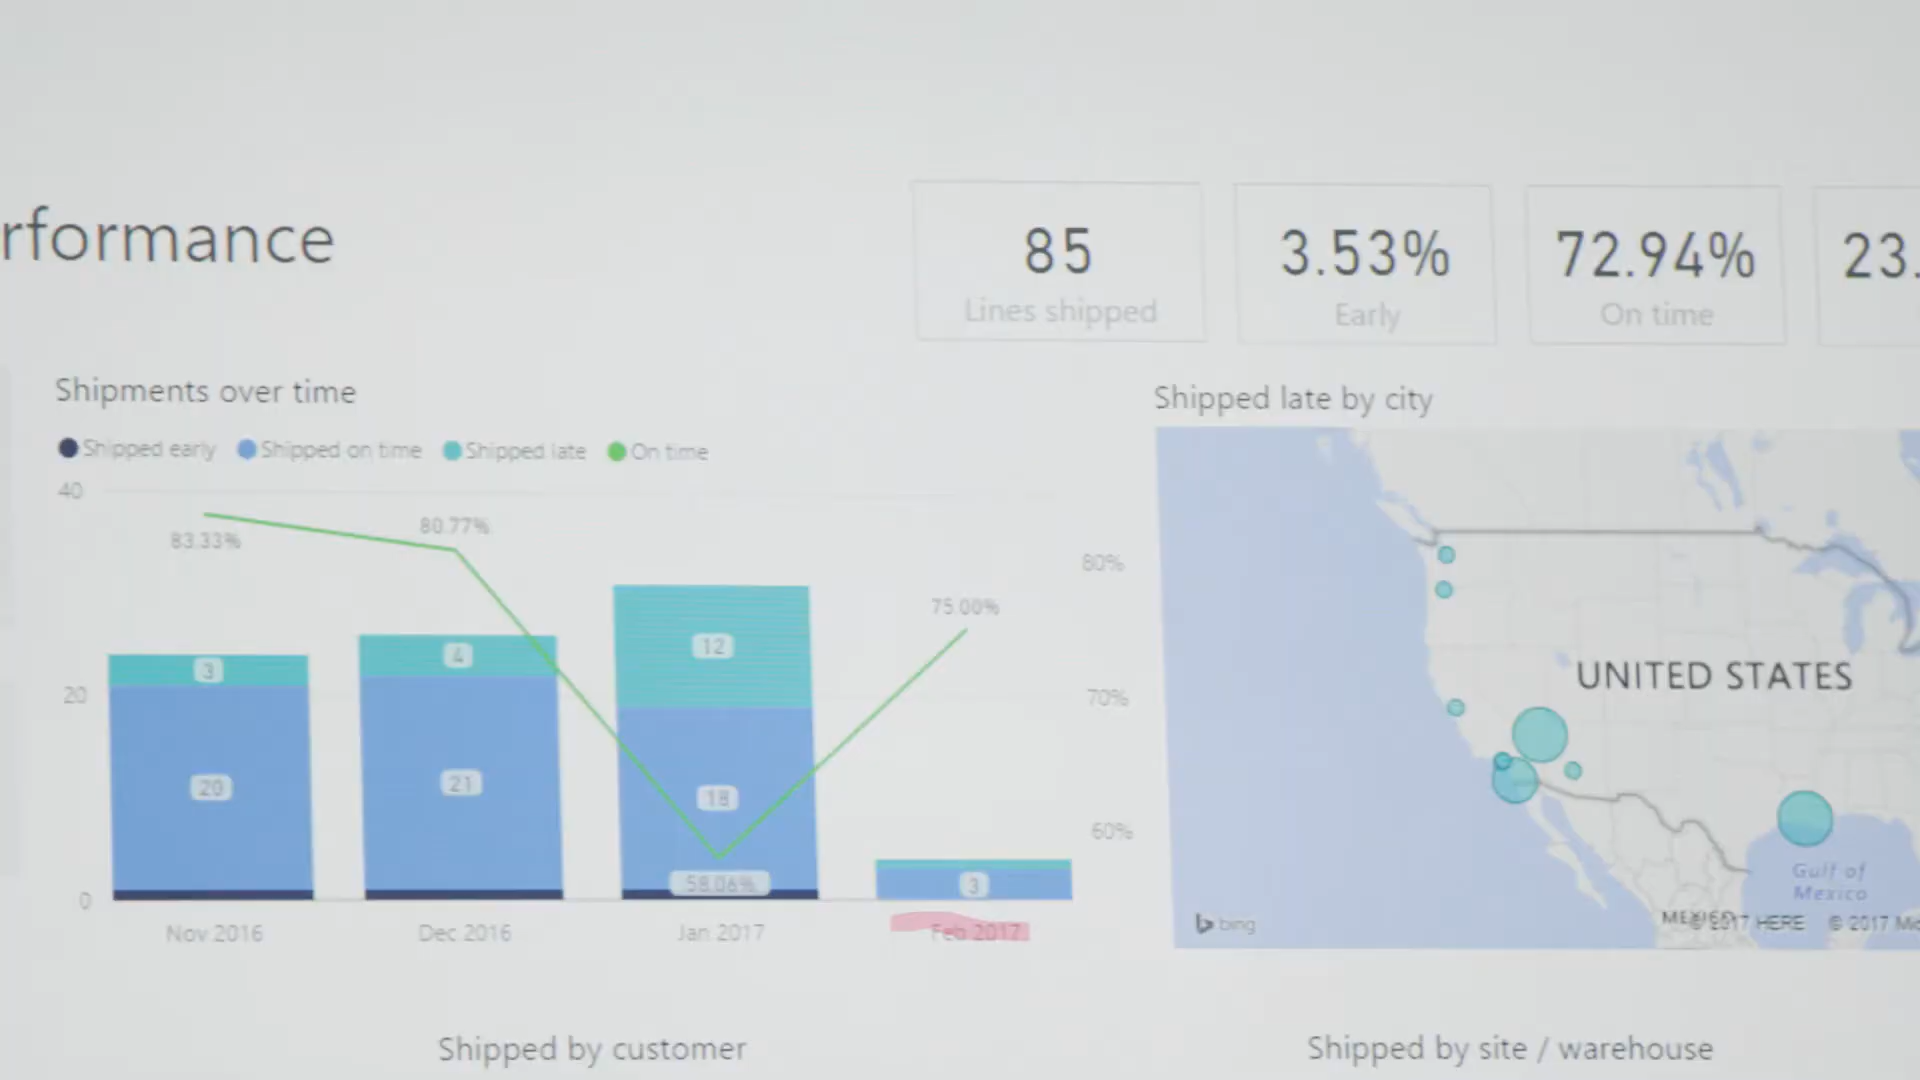 rformance
85
Lines shipped
3.53%
Early
72.94%
On time
23.
Shipments over time
Shipped early Shipped on time Shipped late On time
40
83.33%
80.77%
80%
75.00%
12
3
4
20
70%
20
21
18
60%
58.06%
3
0
Nov 2016 Dec 2016 Jan 2017 Feb 2017
Shipped late by city
UNITED STATES
Gulf of
Mexico
MEXICO
bing
© 2017 HERE © 2017 Mic
Shipped by customer
Shipped by site / warehouse